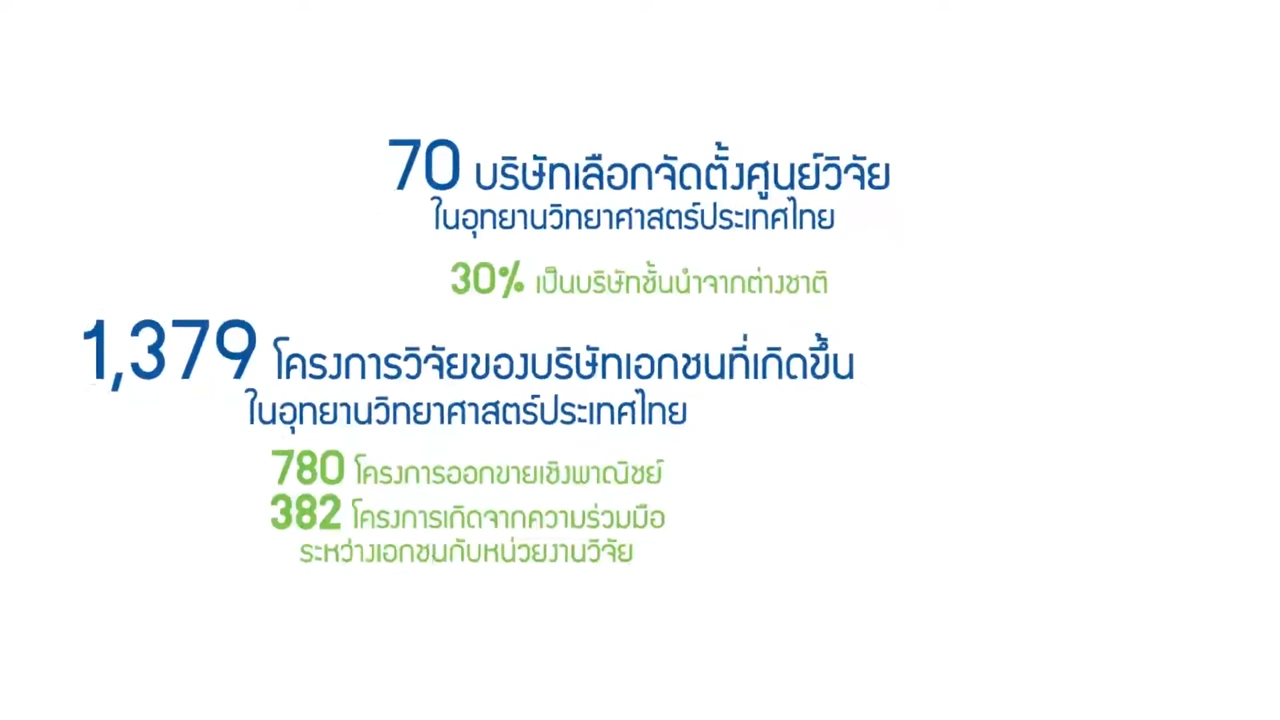 70 บริษัทเลือกจัดตั้งศูนย์วิจัย
ในอุทยานวิทยาศาสตร์ประเทศไทย
30% เป็นบริษัทชั้นนำจากต่างชาติ
1,379 โครงการวิจัยของบริษัทเอกชนที่เกิดขึ้น
ในอุทยานวิทยาศาสตร์ประเทศไทย
780 โครงการออกขายเชิงพาณิชย์
382 โครงการเกิดจากความร่วมมือ
ระหว่างเอกชนกับหน่วยงานวิจัย